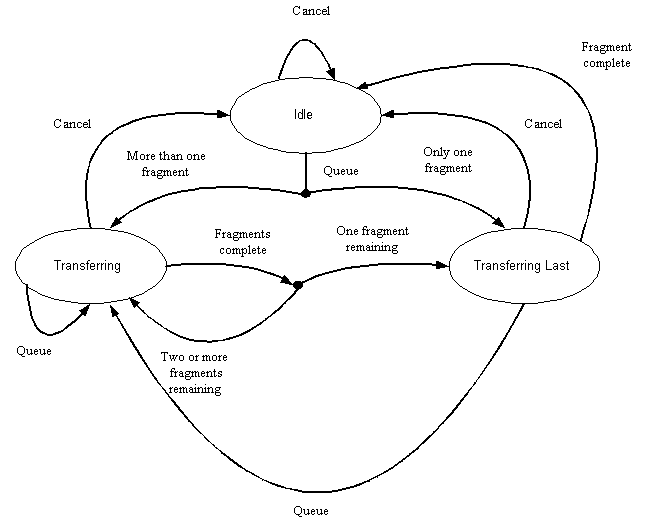 Cancel
Fragment
complete
Idle
Cancel
Cancel
More than one
fragment
Only one
fragment
Queue
Fragments
complete
One fragment
remaining
Transferring
Transferring Last
Queue
Two or more
fragments
remaining
Queue